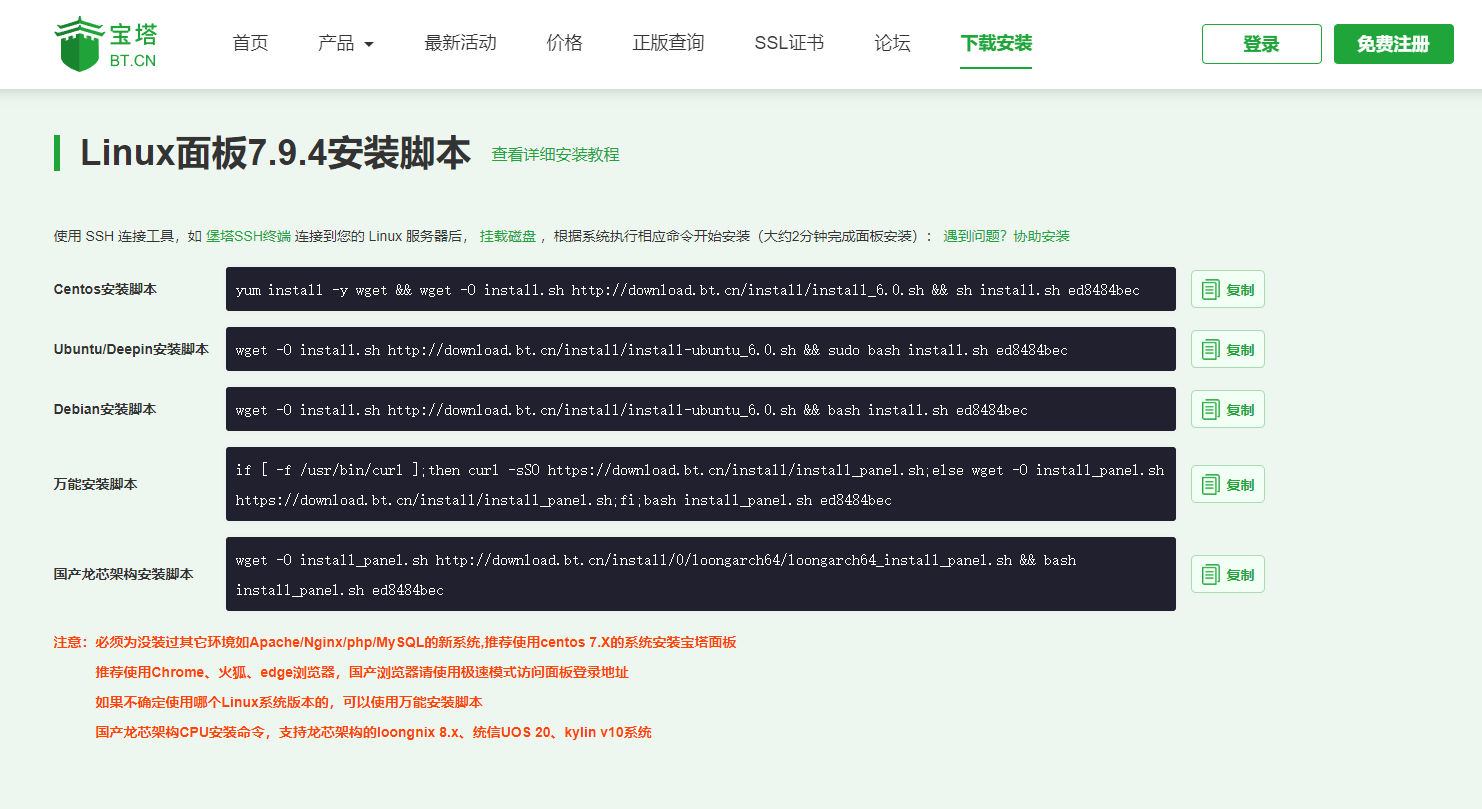 宝塔
BT.CN
首页 产品 最新活动 价格 正版查询 SSL证书 论坛 下载安装 登录 免费注册
Linux面板7.9.4安装脚本 查看详细安装教程
使用 SSH 连接工具，如 堡塔SSH终端 连接到您的 Linux 服务器后， 挂载磁盘 ，根据系统执行相应命令开始安装（大约2分钟完成面板安装）： 遇到问题？协助安装
Centos安装脚本 yum install -y wget && wget -O install.sh http://download.bt.cn/install/install_6.0.sh && sh install.sh ed8484bec 复制
Ubuntu/Deepin安装脚本 wget -O install.sh http://download.bt.cn/install/install-ubuntu_6.0.sh && sudo bash install.sh ed8484bec 复制
Debian安装脚本 wget -O install.sh http://download.bt.cn/install/install-ubuntu_6.0.sh && bash install.sh ed8484bec 复制
万能安装脚本 if [ -f /usr/bin/curl ];then curl -sSO https://download.bt.cn/install/install_panel.sh;else wget -O install_panel.sh
https://download.bt.cn/install/install_panel.sh;fi;bash install_panel.sh ed8484bec 复制
国产龙芯架构安装脚本 wget -O install_panel.sh http://download.bt.cn/install/0/loongarch64/loongarch64_install_panel.sh && bash
install_panel.sh ed8484bec 复制
注意：必须为没装过其它环境如Apache/Nginx/php/MySQL的新系统,推荐使用centos 7.X的系统安装宝塔面板
推荐使用Chrome、火狐、edge浏览器，国产浏览器请使用极速模式访问面板登录地址
如果不确定使用哪个Linux系统版本的，可以使用万能安装脚本
国产龙芯架构CPU安装命令，支持龙芯架构的loongnix 8.x、统信UOS 20、kylin v10系统